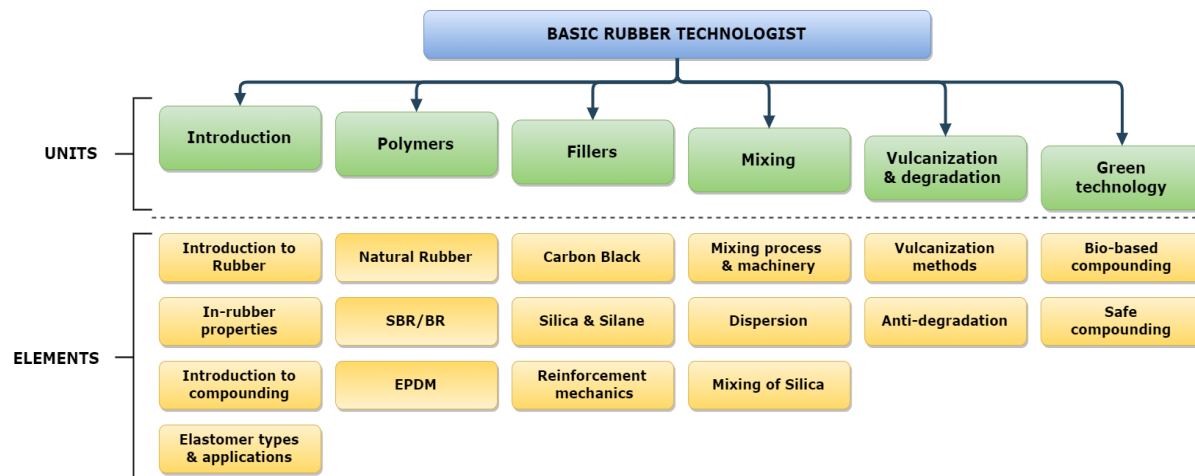 BASIC RUBBER TECHNOLOGIST
UNITS
Introduction
Polymers
Fillers
Mixing
Vulcanization
& degradation
Green
technology
ELEMENTS
Introduction to
Rubber
Natural Rubber
Carbon Black
Mixing process
& machinery
Vulcanization
methods
Bio-based
compounding
In-rubber
properties
SBR/BR
Silica & Silane
Dispersion
Anti-degradation
Safe
compounding
Introduction to
compounding
EPDM
Reinforcement
mechanics
Mixing of Silica
Elastomer types
& applications